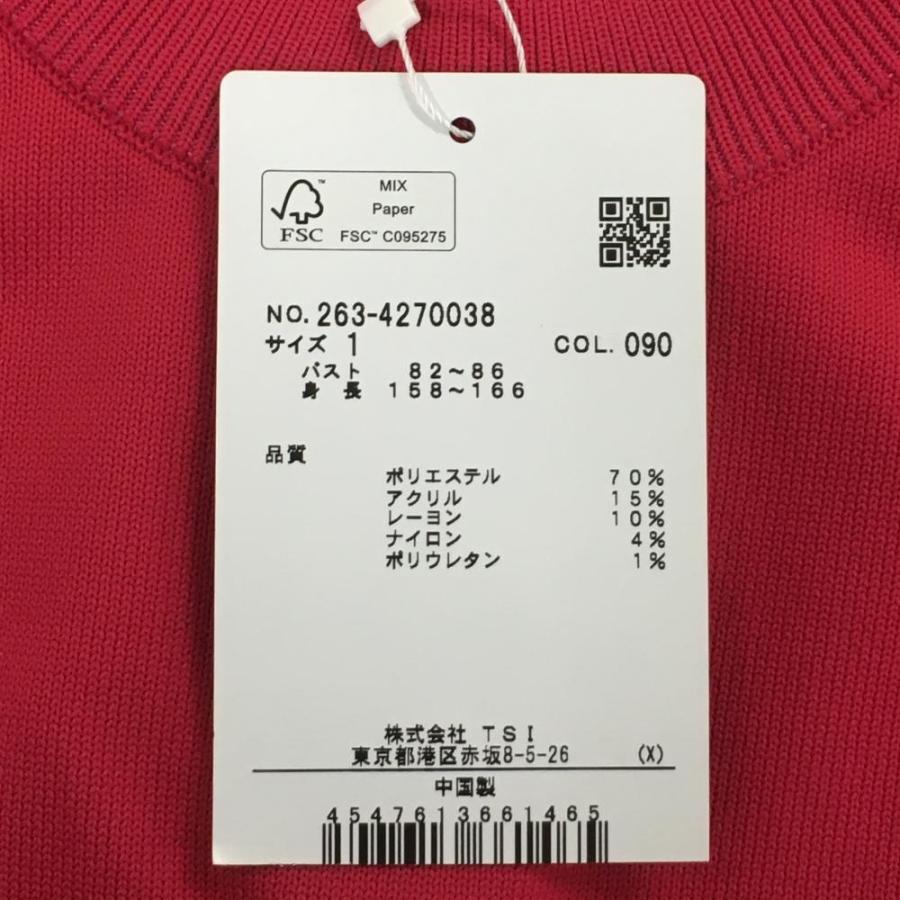 MIX
Paper
FSC™ C095275
FSC
NO. 263-4270038
サイズ 1 COL. 090
バスト 82～86
身長 158～166
品質
ポリエステル 70%
アクリル 15%
レーヨン 10%
ナイロン 4%
ポリウレタン 1%
株式会社 TSI
東京都港区赤坂8-5-26 (X)
中国製
4547613661465